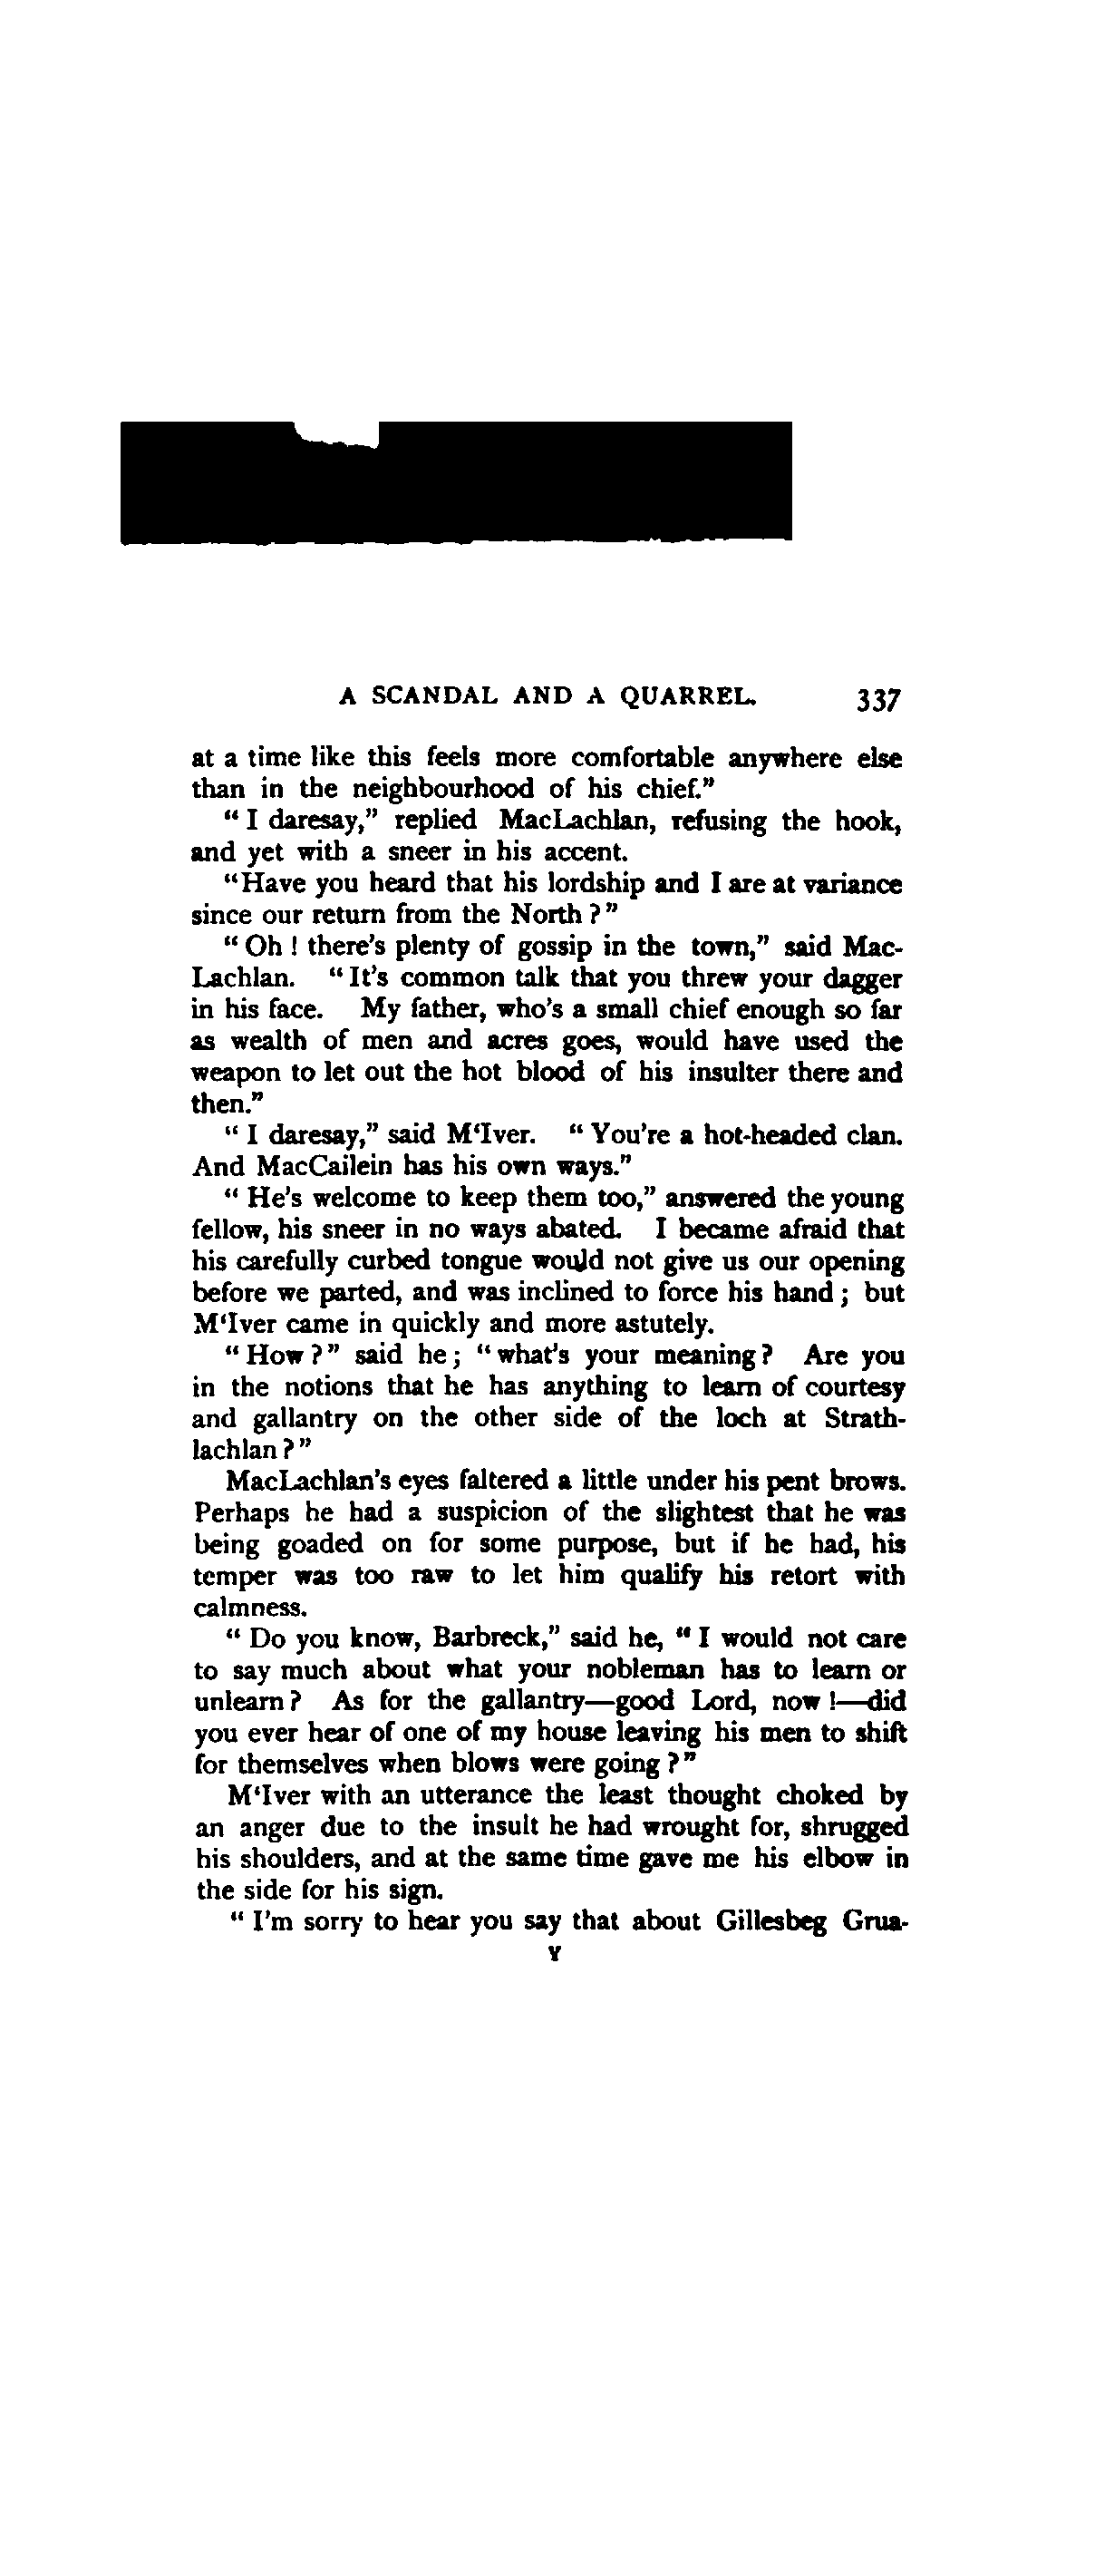 A SCANDAL AND A QUARREL. 337
at a time like this feels more comfortable anywhere else
than in the neighbourhood of his chief."
" I daresay," replied MacLachlan, refusing the hook,
and yet with a sneer in his accent.
"Have you heard that his lordship and I are at variance
since our return from the North ? "
" Oh ! there's plenty of gossip in the town," said Mac-
Lachlan. " It's common talk that you threw your dagger
in his face. My father, who's a small chief enough so far
as wealth of men and acres goes, would have used the
weapon to let out the hot blood of his insulter there and
then."
" I daresay," said M'Iver. " You're a hot-headed clan.
And MacCailein has his own ways."
" He's welcome to keep them too," answered the young
fellow, his sneer in no ways abated. I became afraid that
his carefully curbed tongue would not give us our opening
before we parted, and was inclined to force his hand ; but
M'Iver came in quickly and more astutely.
" How ? " said he ; " what's your meaning ? Are you
in the notions that he has anything to learn of courtesy
and gallantry on the other side of the loch at Strath-
lachlan ? "
MacLachlan's eyes faltered a little under his pent brows.
Perhaps he had a suspicion of the slightest that he was
being goaded on for some purpose, but if he had, his
temper was too raw to let him qualify his retort with
calmness.
" Do you know, Barbreck," said he, " I would not care
to say much about what your nobleman has to learn or
unlearn ? As for the gallantry—good Lord, now !—did
you ever hear of one of my house leaving his men to shift
for themselves when blows were going ? "
M'Iver with an utterance the least thought choked by
an anger due to the insult he had wrought for, shrugged
his shoulders, and at the same time gave me his elbow in
the side for his sign.
" I'm sorry to hear you say that about Gillesbeg Grua-
Y